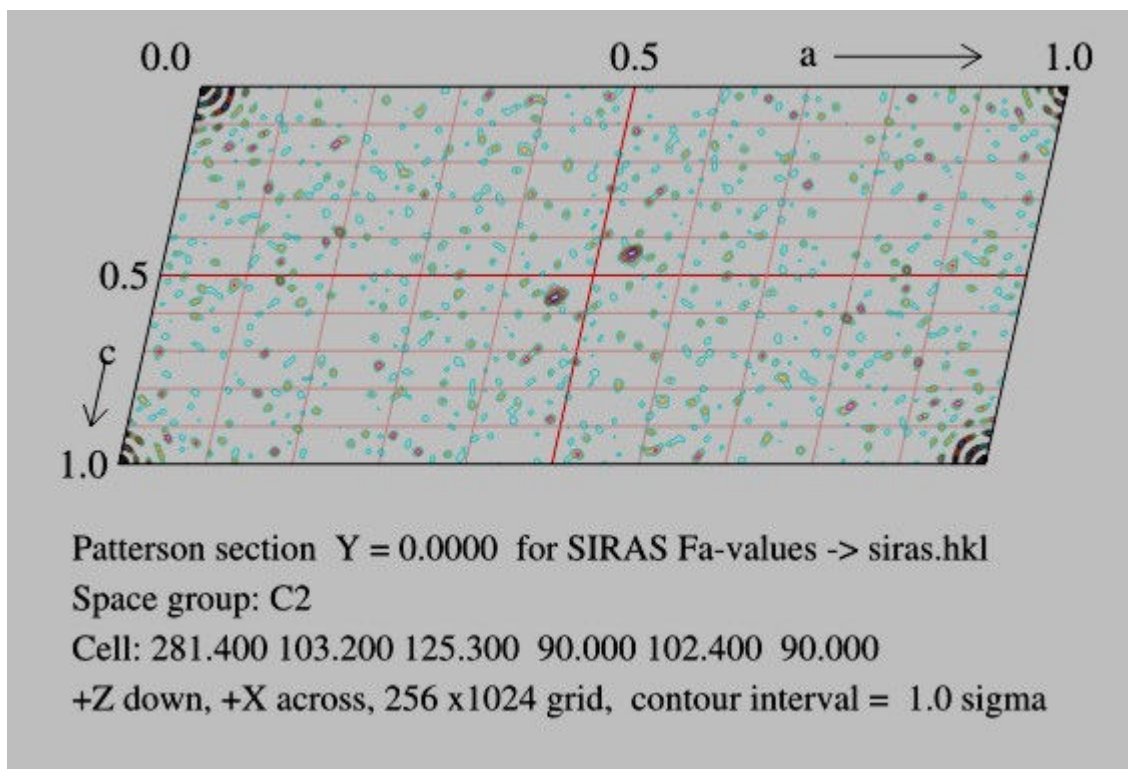 0.0 0.5 a 1.0
0.5
c
1.0
Patterson section Y = 0.0000 for SIRAS Fa-values -> siras.hkl
Space group: C2
Cell: 281.400 103.200 125.300 90.000 102.400 90.000
+Z down, +X across, 256 x1024 grid, contour interval = 1.0 sigma